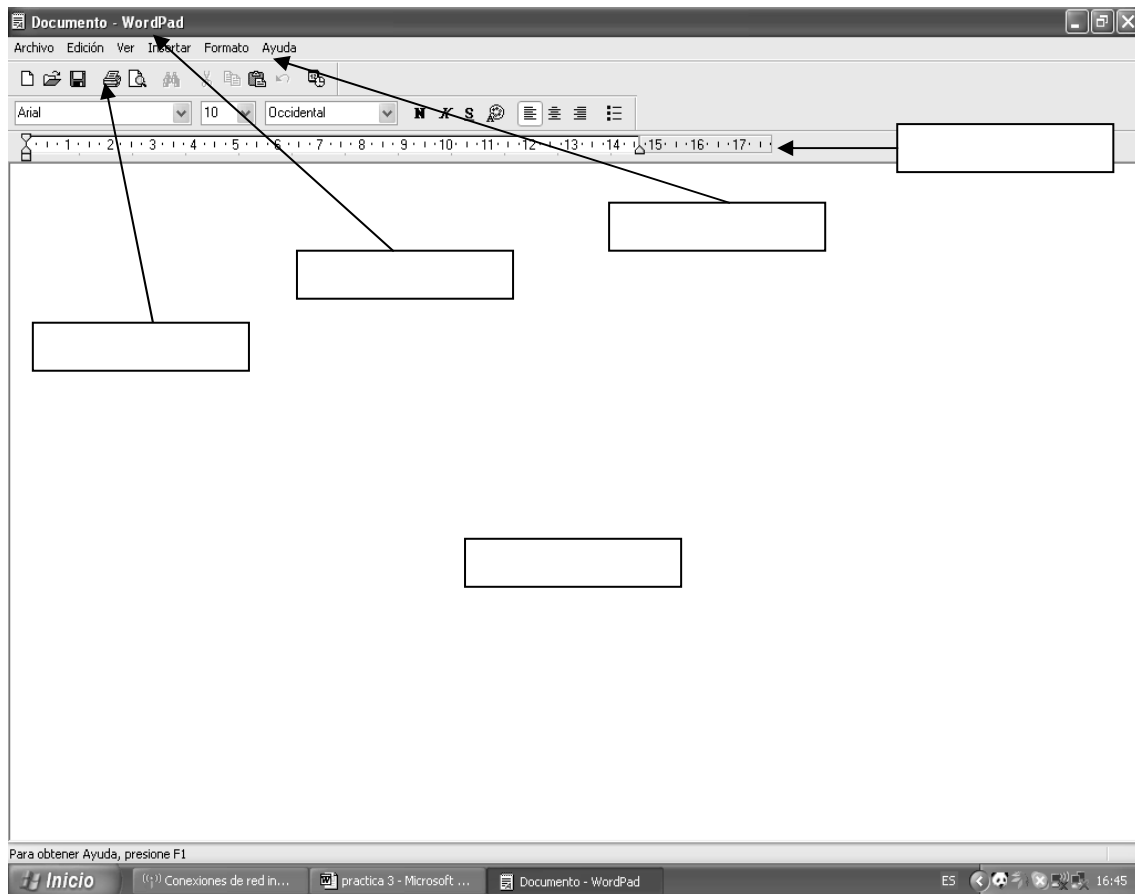 Documento - WordPad
Archivo Edición Ver Insertar Formato Ayuda
Arial 10 Occidental N K S
1 2 3 4 5 6 7 8 9 10 11 12 13 14 15 16 17
Para obtener Ayuda, presione F1
Inicio Conexiones de red in... practica 3 - Microsoft ... Documento - WordPad ES 16:45